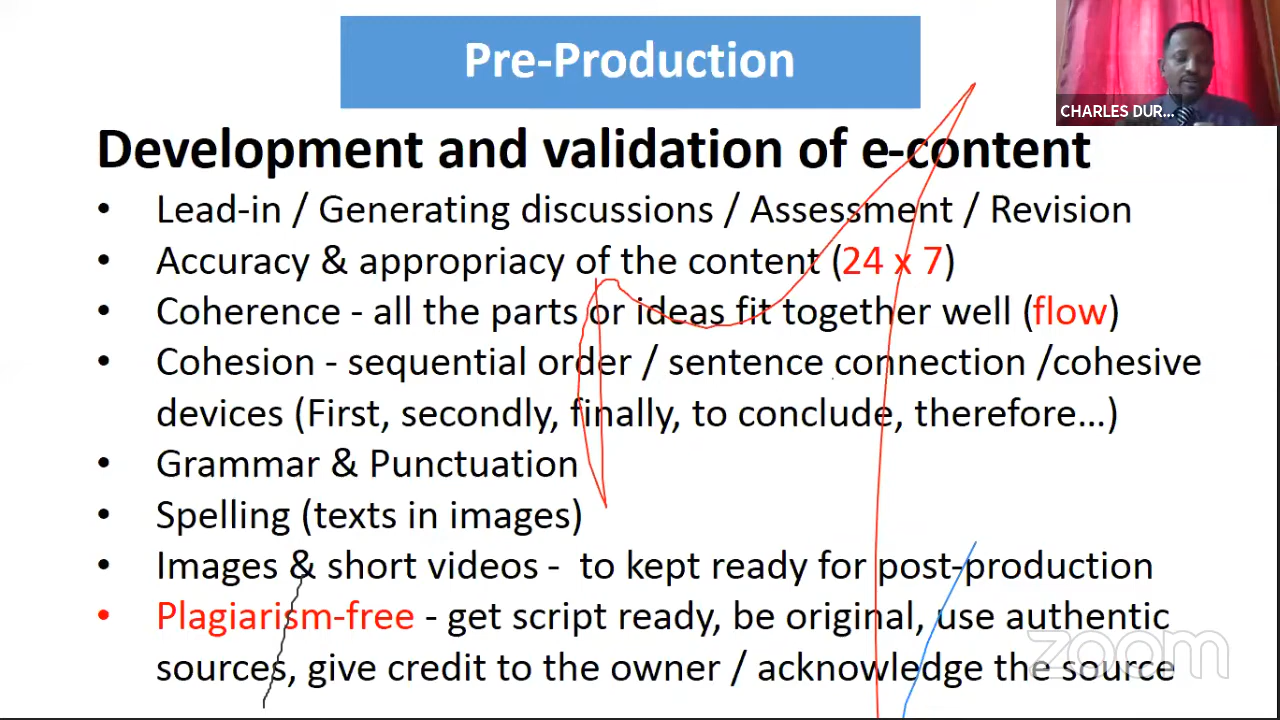 Pre-Production
CHARLES DUR...
Development and validation of e-content
• Lead-in / Generating discussions / Assessment / Revision
• Accuracy & appropriacy of the content (24 x 7)
• Coherence - all the parts or ideas fit together well (flow)
• Cohesion - sequential order / sentence connection /cohesive
devices (First, secondly, finally, to conclude, therefore...)
• Grammar & Punctuation
• Spelling (texts in images)
• Images & short videos - to kept ready for post-production
• Plagiarism-free - get script ready, be original, use authentic
sources, give credit to the owner / acknowledge the source
zoom